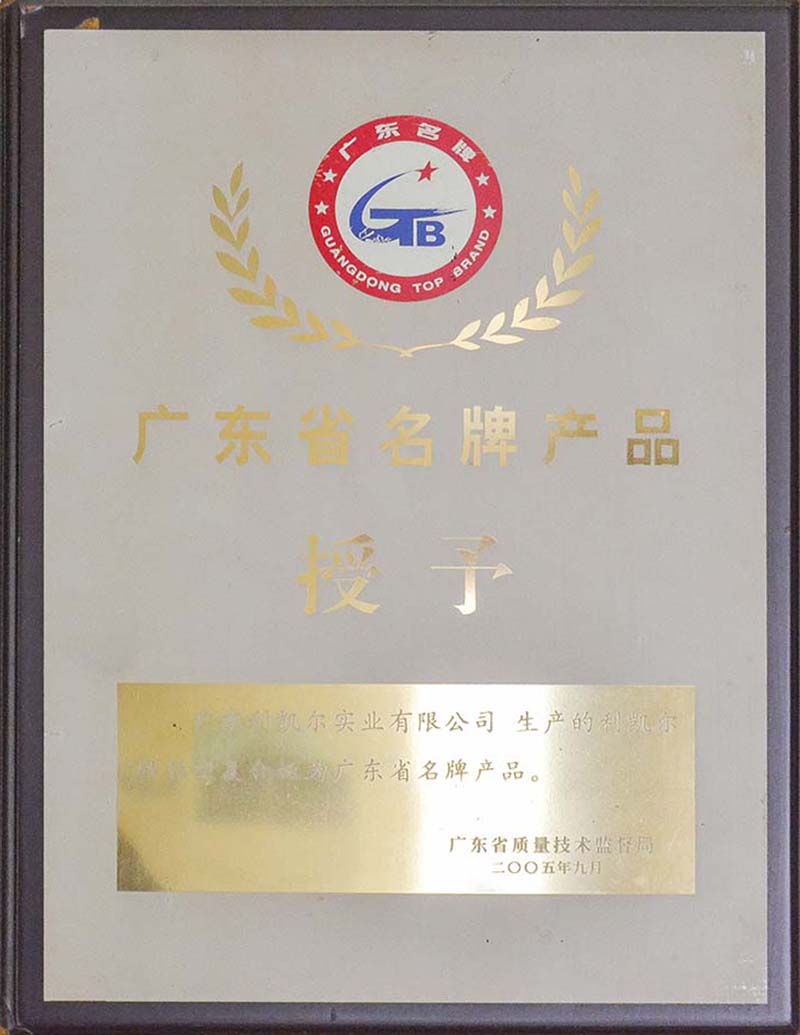 广东名牌
GTB
GUANGDONG TOP BRAND
广东省名牌产品
授予
广东利凯尔实业有限公司 生产的利凯尔
为广东省名牌产品。
广东省质量技术监督局
二〇〇五年九月